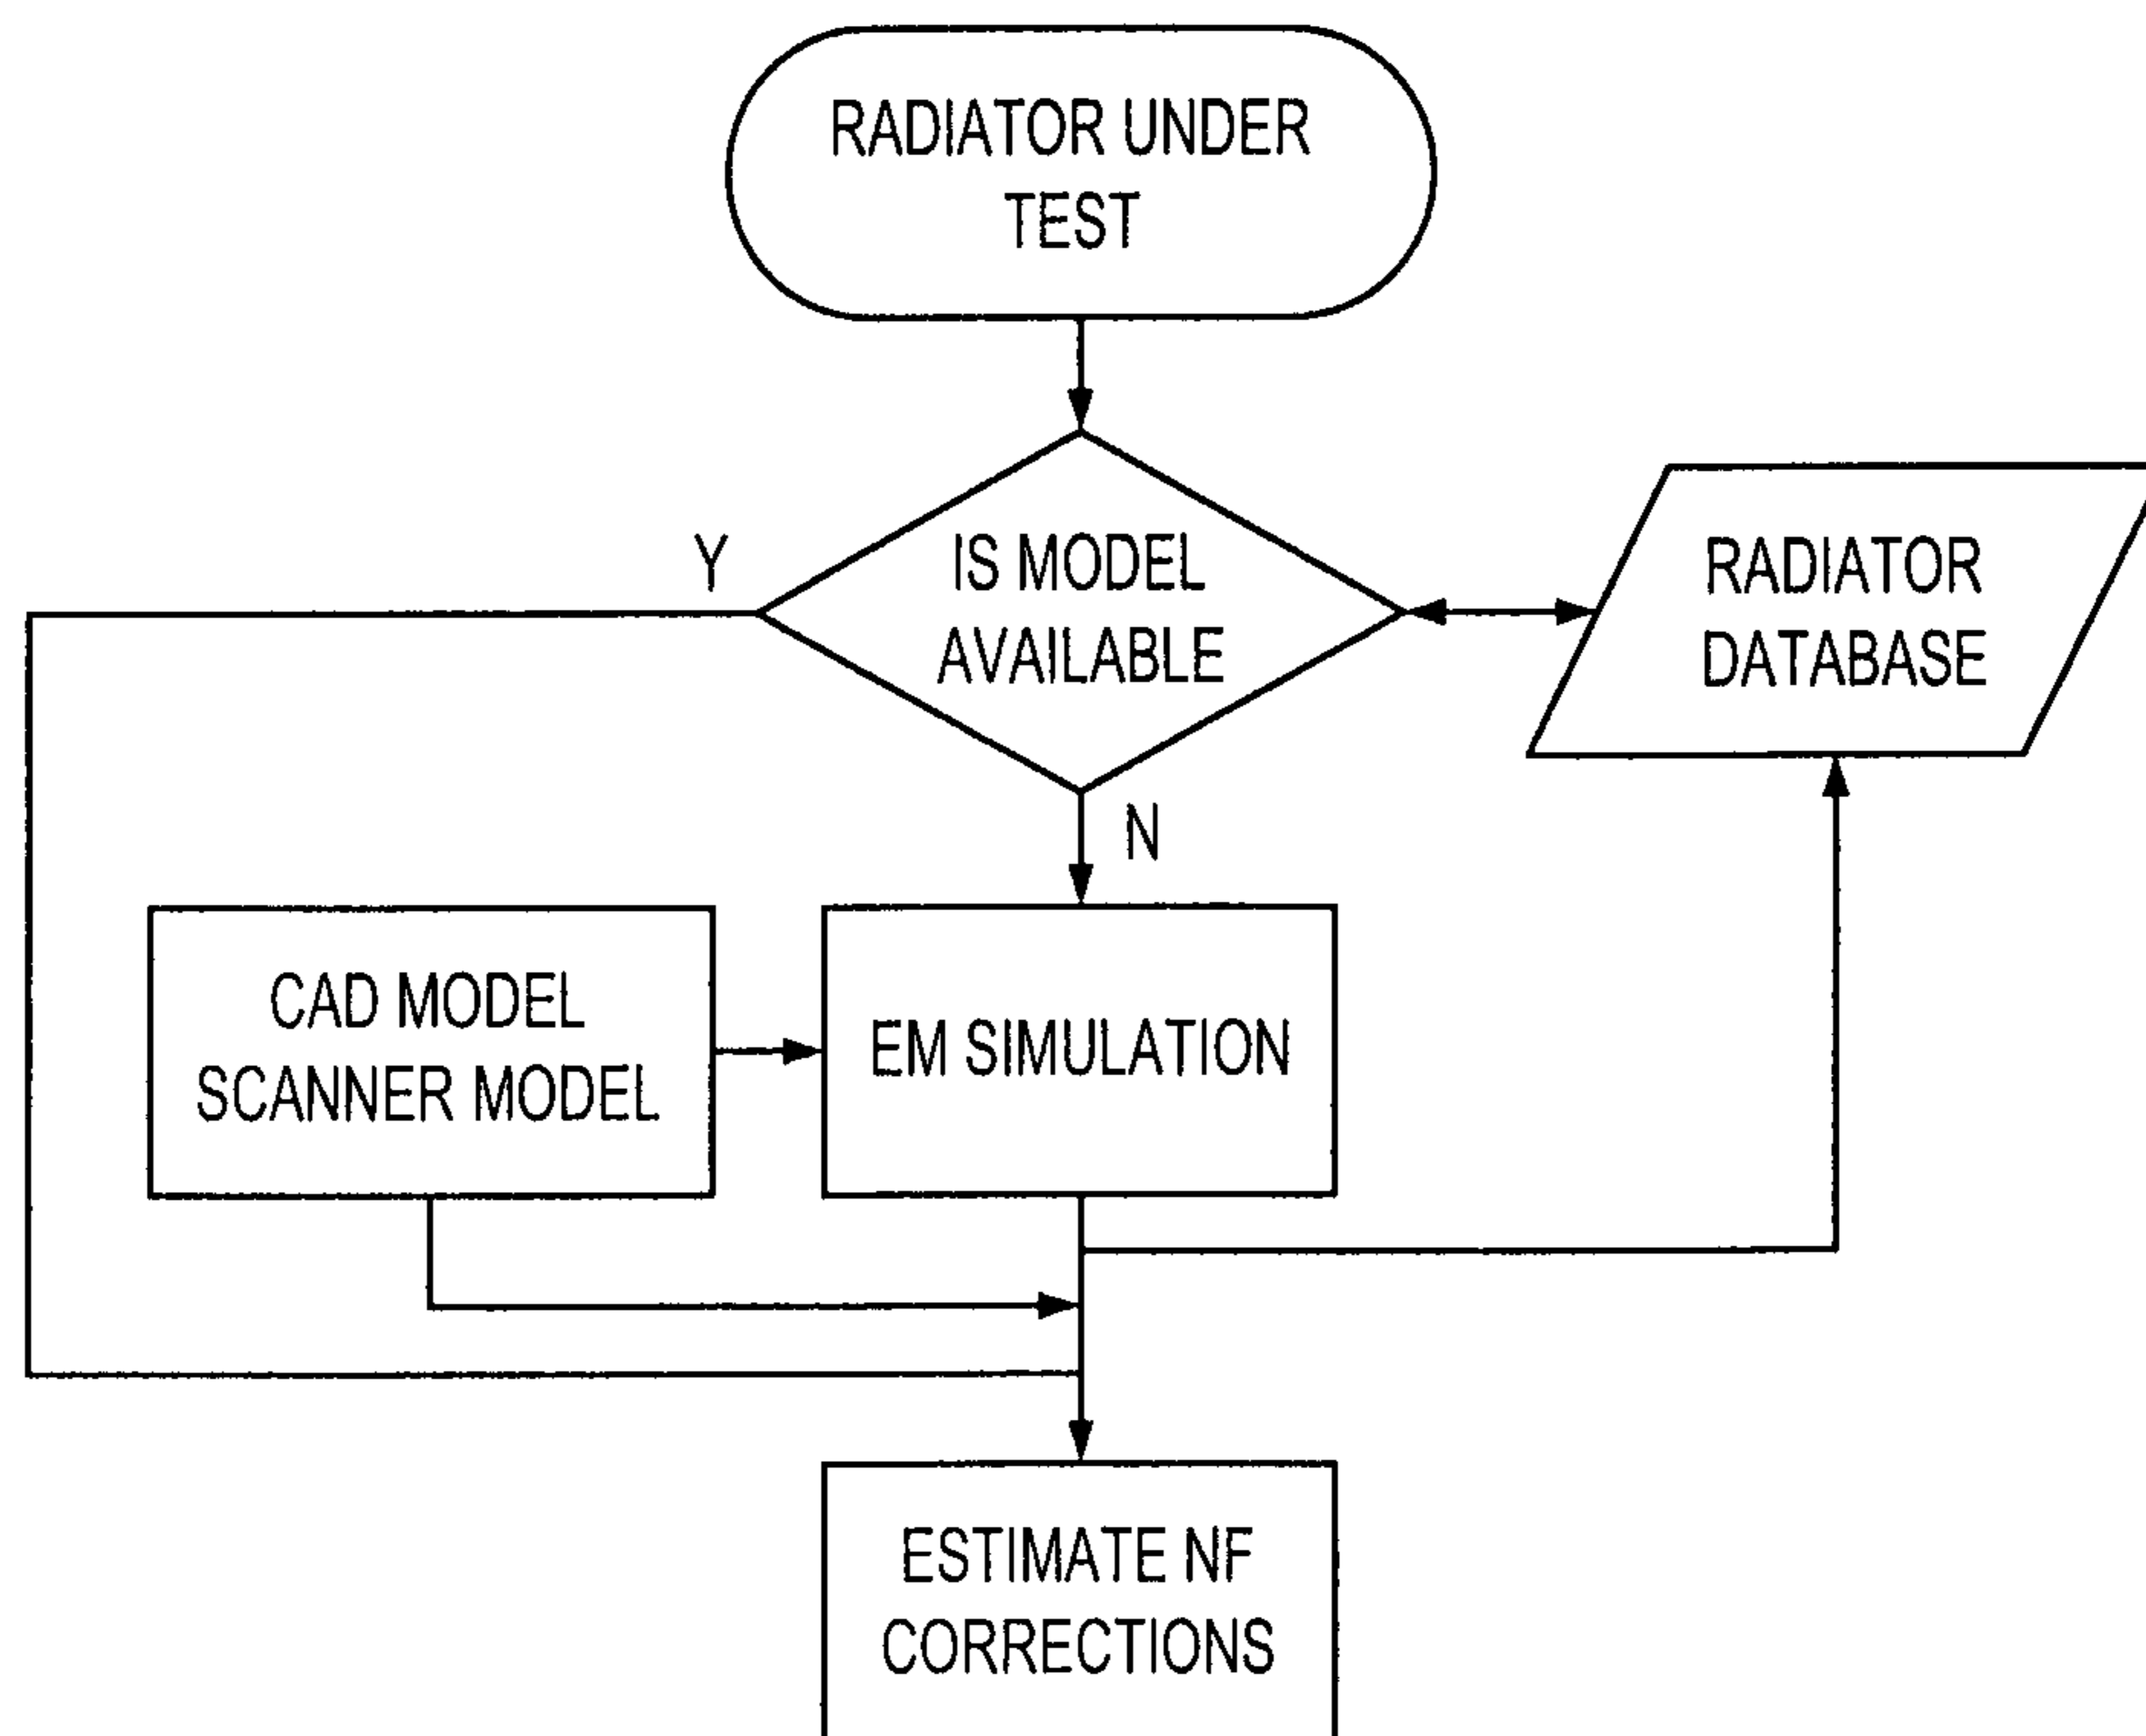 RADIATOR UNDER
TEST
Y
IS MODEL
AVAILABLE
RADIATOR
DATABASE
N
CAD MODEL
SCANNER MODEL
EM SIMULATION
ESTIMATE NF
CORRECTIONS